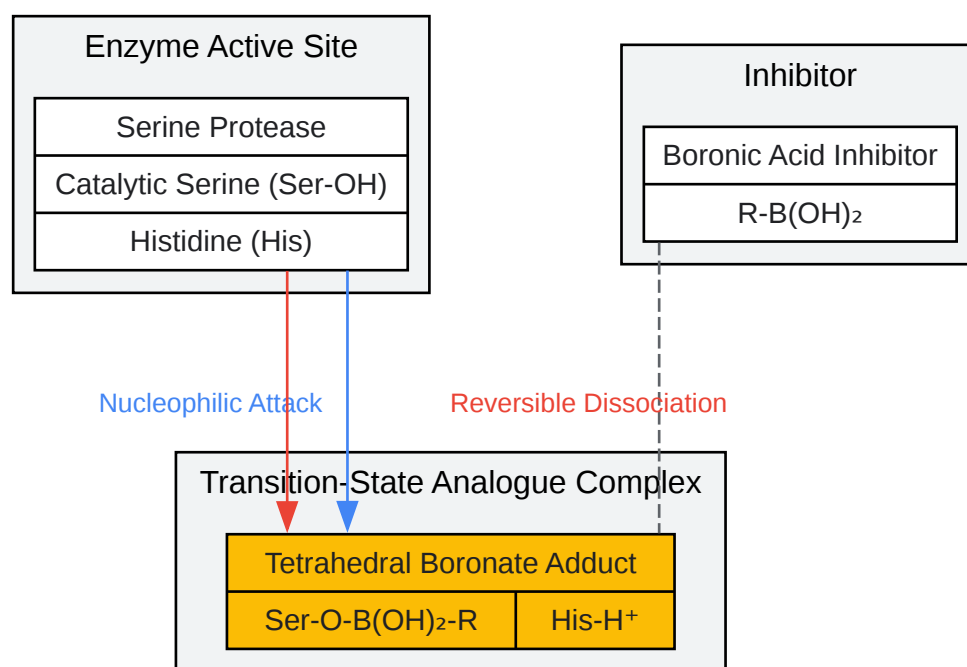 Enzyme Active Site
Serine Protease
Catalytic Serine (Ser-OH)
Histidine (His)
Inhibitor
Boronic Acid Inhibitor
R-B(OH)₂
Nucleophilic Attack
Reversible Dissociation
Transition-State Analogue Complex
Tetrahedral Boronate Adduct
Ser-O-B(OH)₂-R
His-H⁺